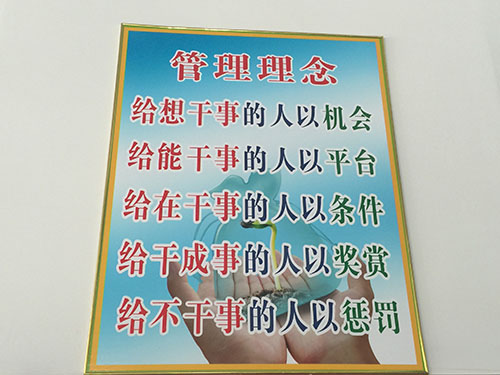 管理理念
给想干事的人以机会
给能干事的人以平台
给在干事的人以条件
给干成事的人以奖赏
给不干事的人以惩罚